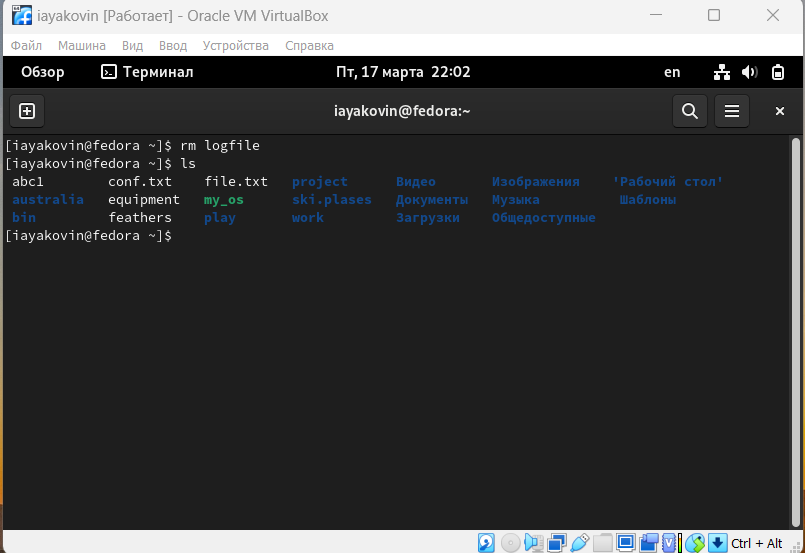 iayakovin [Работает] - Oracle VM VirtualBox
Файл Машина Вид Ввод Устройства Справка
Обзор Терминал Пт, 17 марта 22:02 en
iayakovin@fedora:~
[iayakovin@fedora ~]$ rm logfile
[iayakovin@fedora ~]$ ls
abc1 conf.txt file.txt project Видео Изображения 'Рабочий стол'
australia equipment my_os ski.plases Документы Музыка Шаблоны
bin feathers play work Загрузки Общедоступные
[iayakovin@fedora ~]$
Ctrl + Alt